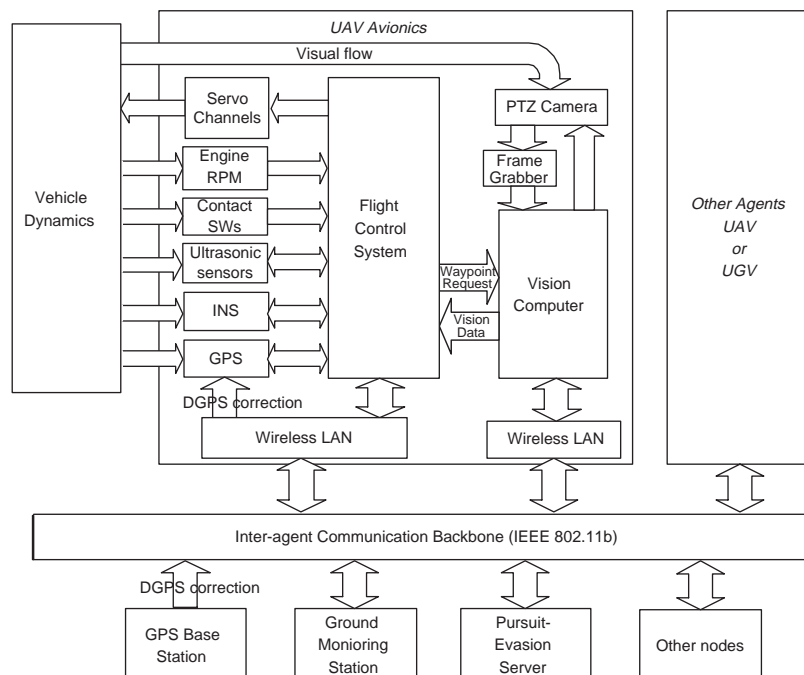 UAV Avionics
Visual flow
Servo
Channels
PTZ Camera
Engine
RPM
Frame
Grabber
Vehicle
Dynamics
Contact
SWs
Flight
Control
System
Other Agents
UAV
or
UGV
Ultrasonic
sensors
Waypoint
Request
Vision
Computer
INS
Vision
Data
GPS
DGPS correction
Wireless LAN
Wireless LAN
Inter-agent Communication Backbone (IEEE 802.11b)
DGPS correction
GPS Base
Station
Ground
Monioring
Station
Pursuit-
Evasion
Server
Other nodes